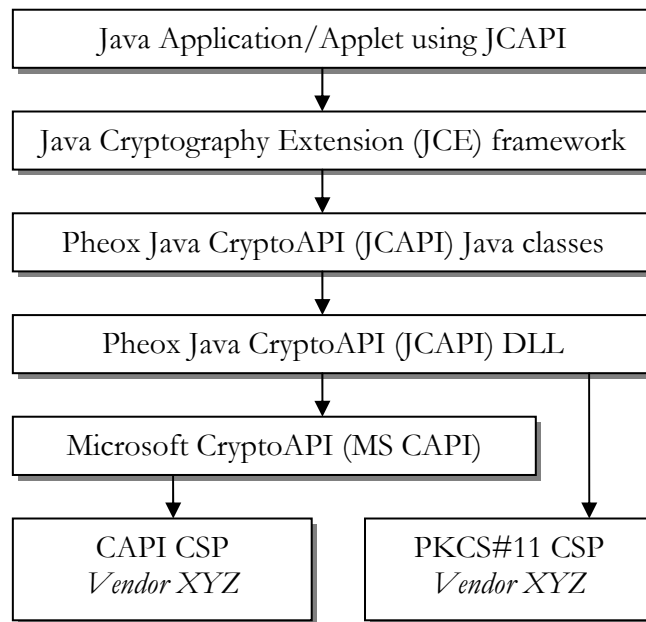 Java Application/Applet using JCAPI
Java Cryptography Extension (JCE) framework
Pheox Java CryptoAPI (JCAPI) Java classes
Pheox Java CryptoAPI (JCAPI) DLL
Microsoft CryptoAPI (MS CAPI)
CAPI CSP
Vendor XYZ
PKCS#11 CSP
Vendor XYZ